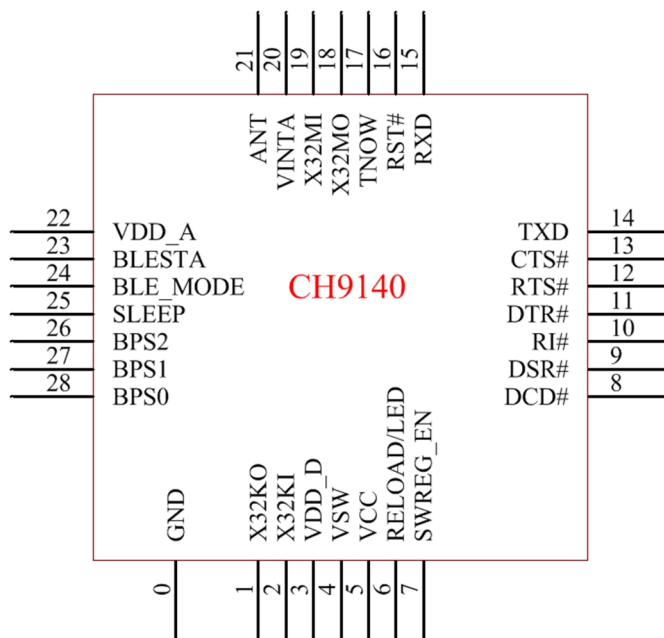 21 20 19 18 17 16 15
ANT VINTA X32MI X32MO TNOW RST# RXD
22 VDD_A
23 BLESTA
24 BLE_MODE
25 SLEEP
26 BPS2
27 BPS1
28 BPS0
CH9140
TXD 14
CTS# 13
RTS# 12
DTR# 11
RI# 10
DSR# 9
DCD# 8
GND X32KO X32KI VDD_D VSW VCC RELOAD/LED SWREG_EN
0 1 2 3 4 5 6 7